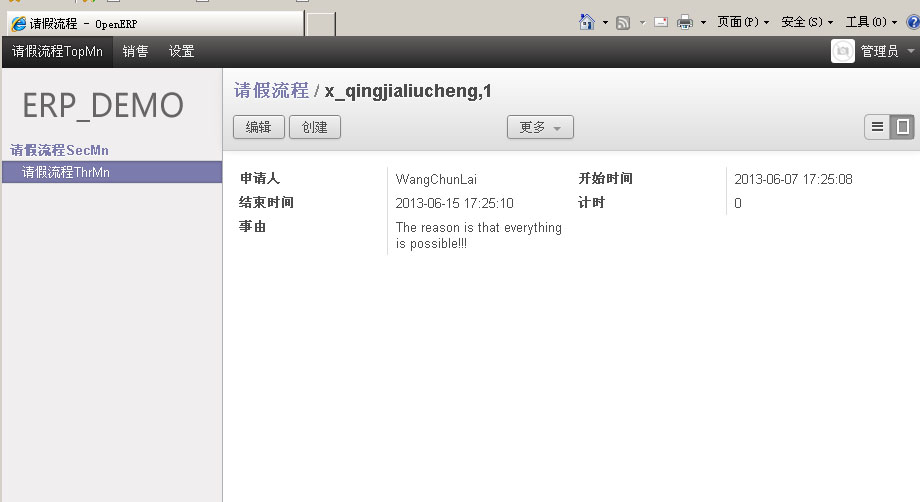 请假流程 - OpenERP
页面(P) 安全(S) 工具(O)
请假流程TopMn 销售 设置 管理员
ERP_DEMO
请假流程SecMn
请假流程ThrMn
请假流程 / x_qingjialiucheng,1
编辑 创建 更多
申请人 WangChunLai 开始时间 2013-06-07 17:25:08
结束时间 2013-06-15 17:25:10 计时 0
事由 The reason is that everything
is possible!!!